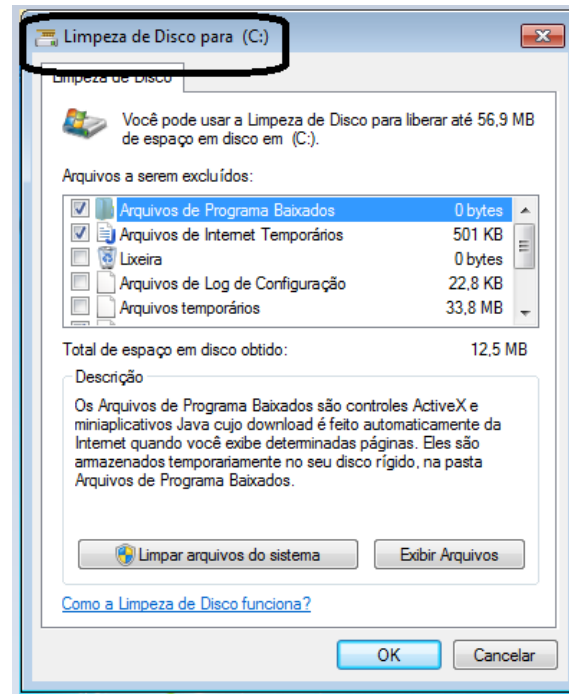 Limpeza de Disco para (C:)
Limpeza de Disco
Você pode usar a Limpeza de Disco para liberar até 56,9 MB
de espaço em disco em (C:).
Arquivos a serem excluídos:
Arquivos de Programa Baixados 0 bytes
Arquivos de Internet Temporários 501 KB
Lixeira 0 bytes
Arquivos de Log de Configuração 22,8 KB
Arquivos temporários 33,8 MB
Total de espaço em disco obtido: 12,5 MB
Descrição
Os Arquivos de Programa Baixados são controles ActiveX e
miniaplicativos Java cujo download é feito automaticamente da
Internet quando você exibe determinadas páginas. Eles são
armazenados temporariamente no seu disco rígido, na pasta
Arquivos de Programa Baixados.
Limpar arquivos do sistema Exibir Arquivos
Como a Limpeza de Disco funciona?
OK Cancelar